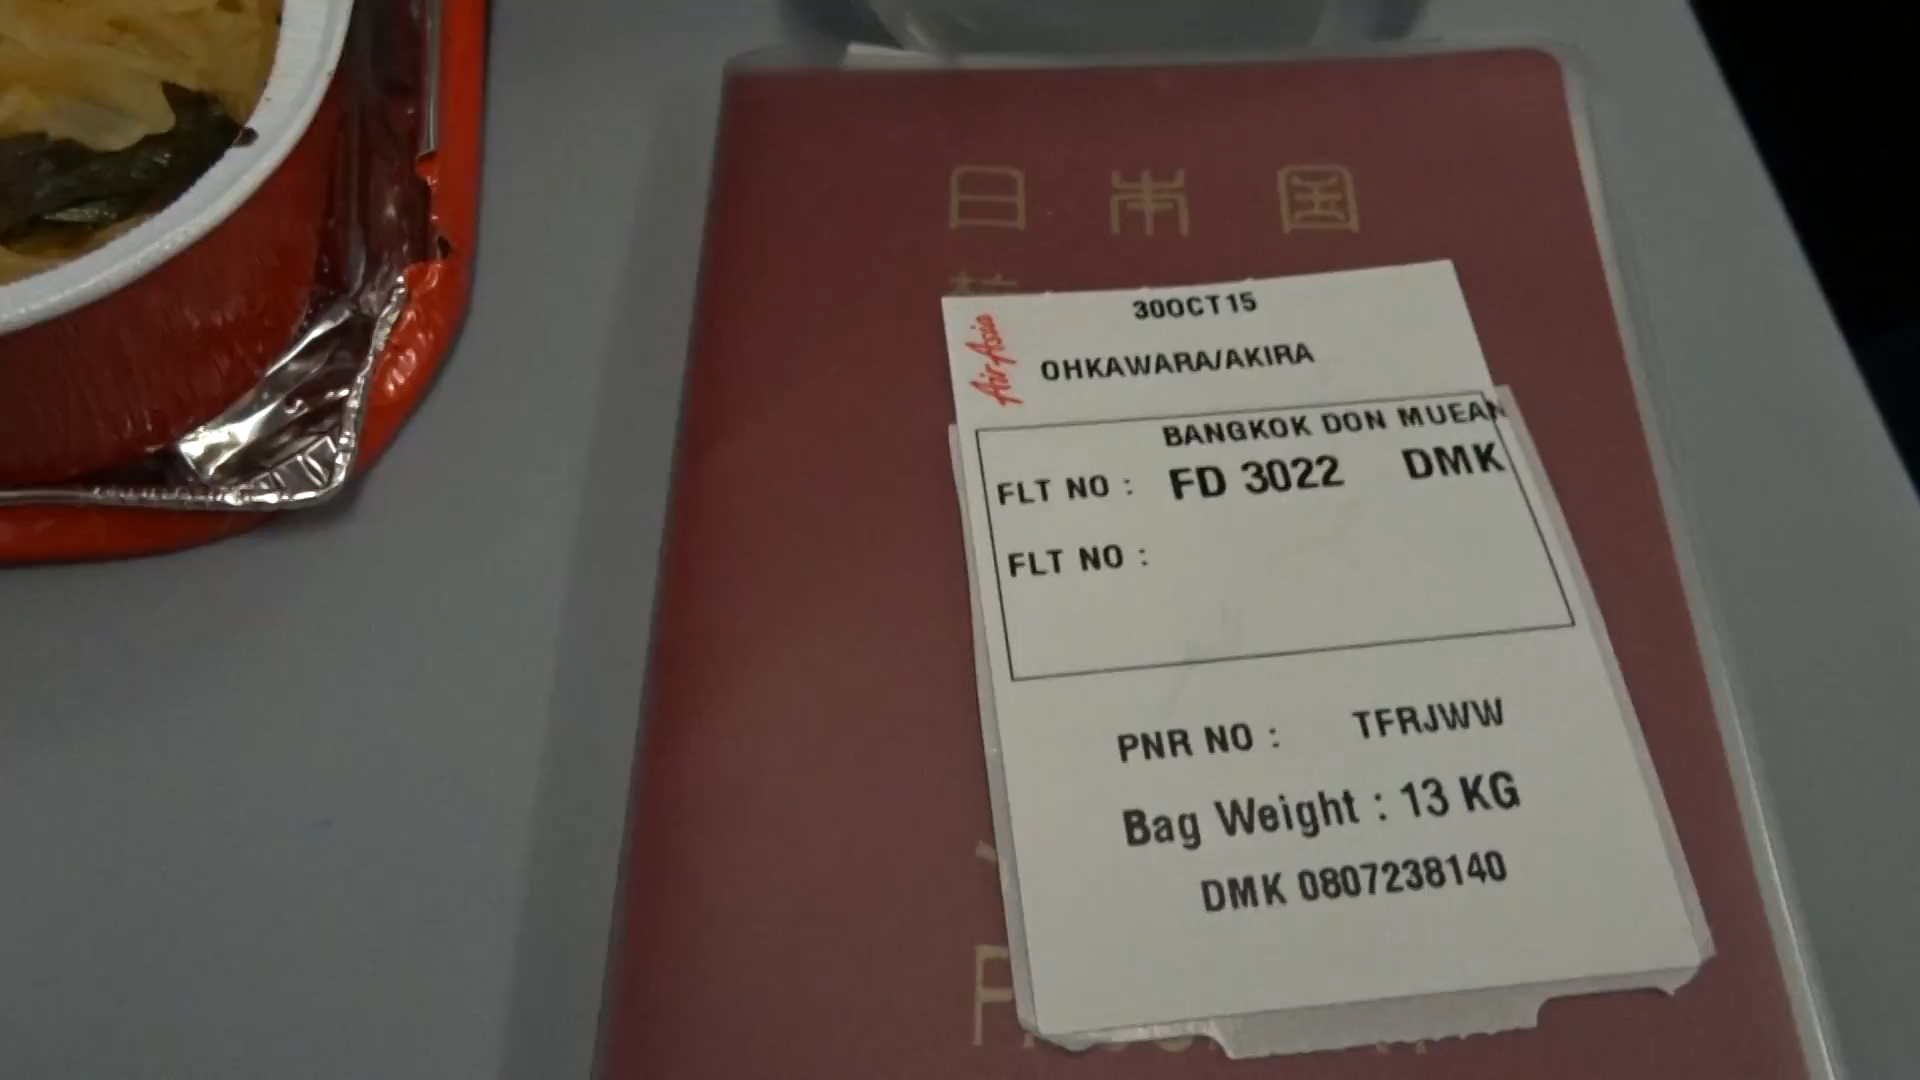 日本国
30OCT15
AirAsia
OHKAWARA/AKIRA
BANGKOK DON MUEAN
FLT NO : FD 3022 DMK
FLT NO :
PNR NO : TFRJWW
Bag Weight : 13 KG
DMK 0807238140